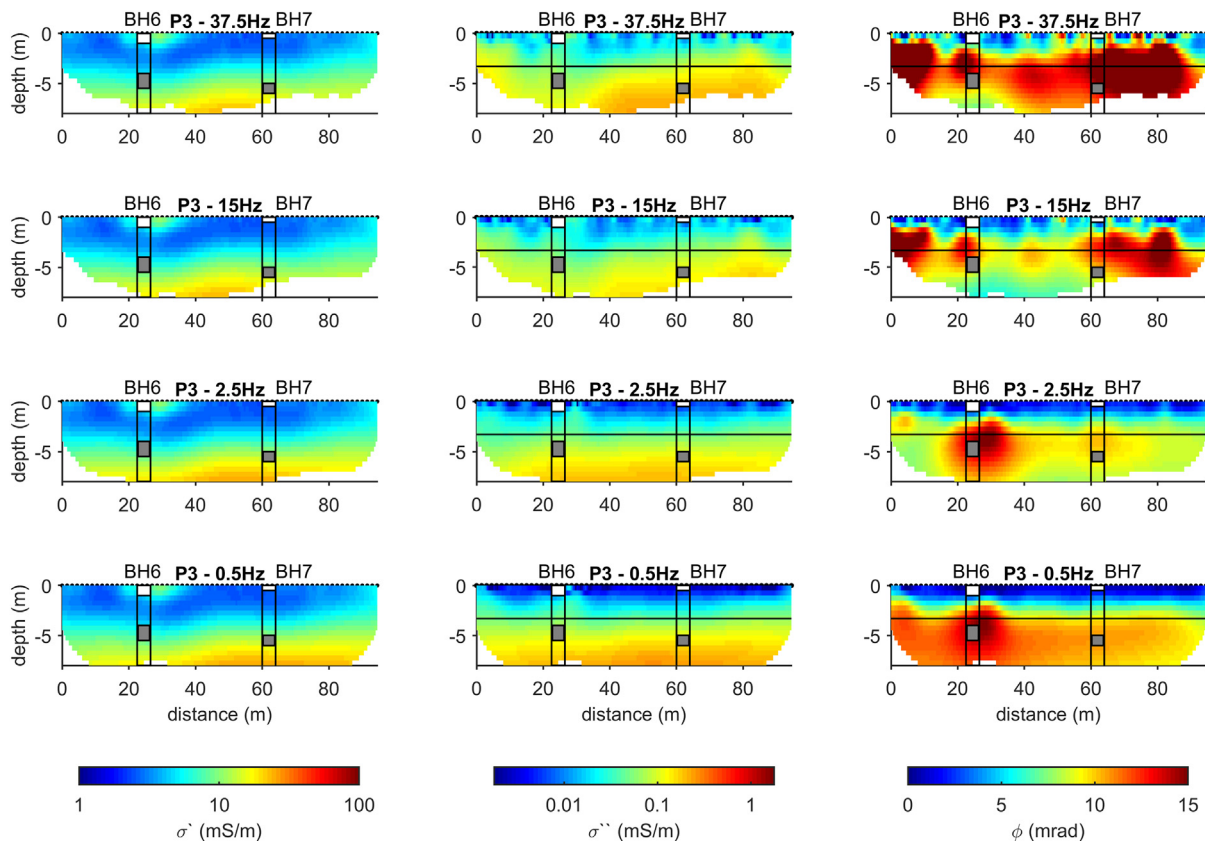 BH6 P3 - 37.5Hz BH7 BH6 P3 - 37.5Hz BH7 BH6 P3 - 37.5Hz BH7
0
-5
depth (m)
0 20 40 60 80 0 20 40 60 80 0 20 40 60 80
BH6 P3 - 15Hz BH7 BH6 P3 - 15Hz BH7 BH6 P3 - 15Hz BH7
0
-5
depth (m)
0 20 40 60 80 0 20 40 60 80 0 20 40 60 80
BH6 P3 - 2.5Hz BH7 BH6 P3 - 2.5Hz BH7 BH6 P3 - 2.5Hz BH7
0
-5
depth (m)
0 20 40 60 80 0 20 40 60 80 0 20 40 60 80
BH6 P3 - 0.5Hz BH7 BH6 P3 - 0.5Hz BH7 BH6 P3 - 0.5Hz BH7
0
-5
depth (m)
0 20 40 60 80 0 20 40 60 80 0 20 40 60 80
distance (m) distance (m) distance (m)
1 10 100 0.01 0.1 1 0 5 10 15
σ` (mS/m) σ`` (mS/m) ϕ (mrad)